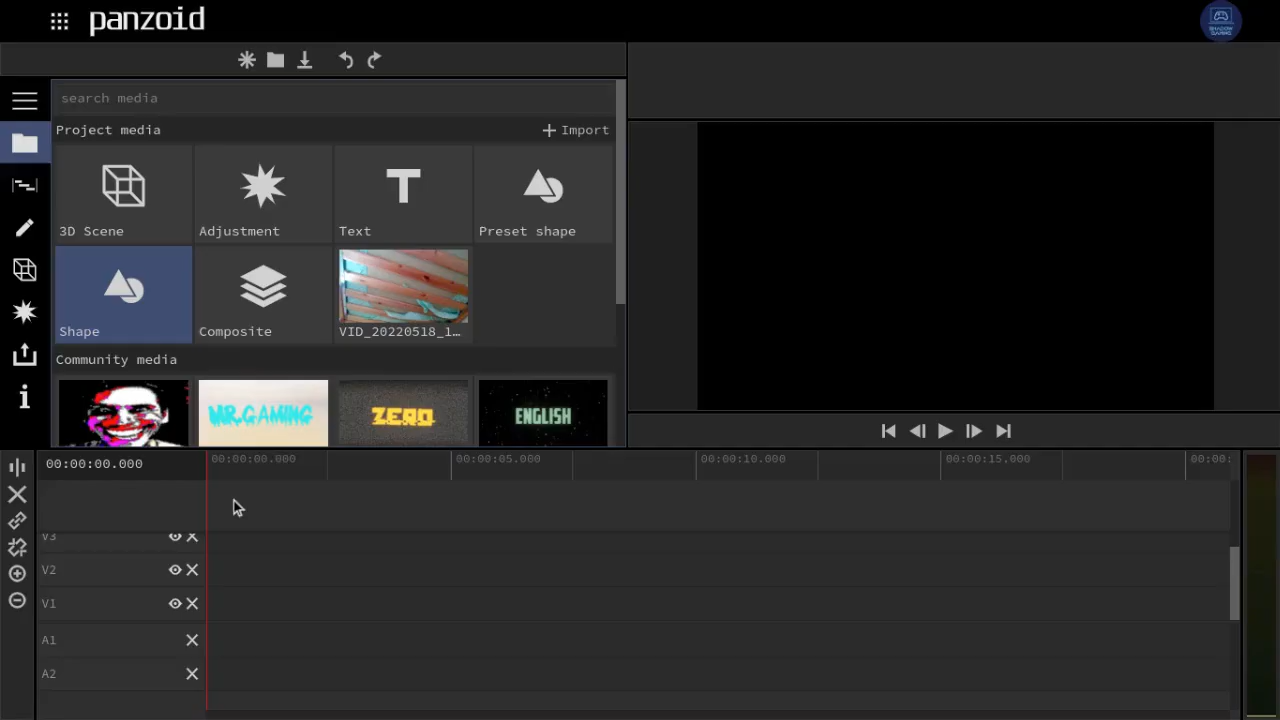 panzoid
SHADOW
GAMING
search media
Project media
Import
3D Scene
Adjustment
Text
Preset shape
Shape
Composite
VID_20220518_1…
Community media
MR.GAMING
ZERO
ENGLISH
00:00:00.000
00:00:00.000
00:00:05.000
00:00:10.000
00:00:15.000
00:00:
V3
V2
V1
A1
A2